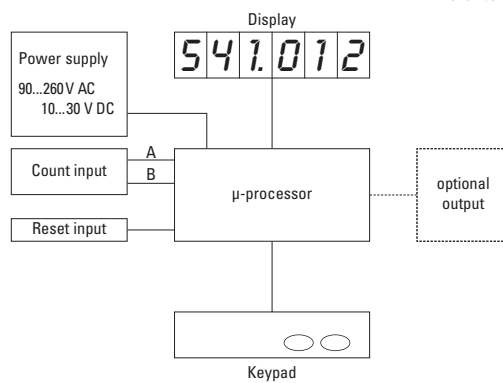 Display
541.012
Power supply
90...260 V AC
10...30 V DC
Count input
A
B
µ-processor
optional
output
Reset input
Keypad